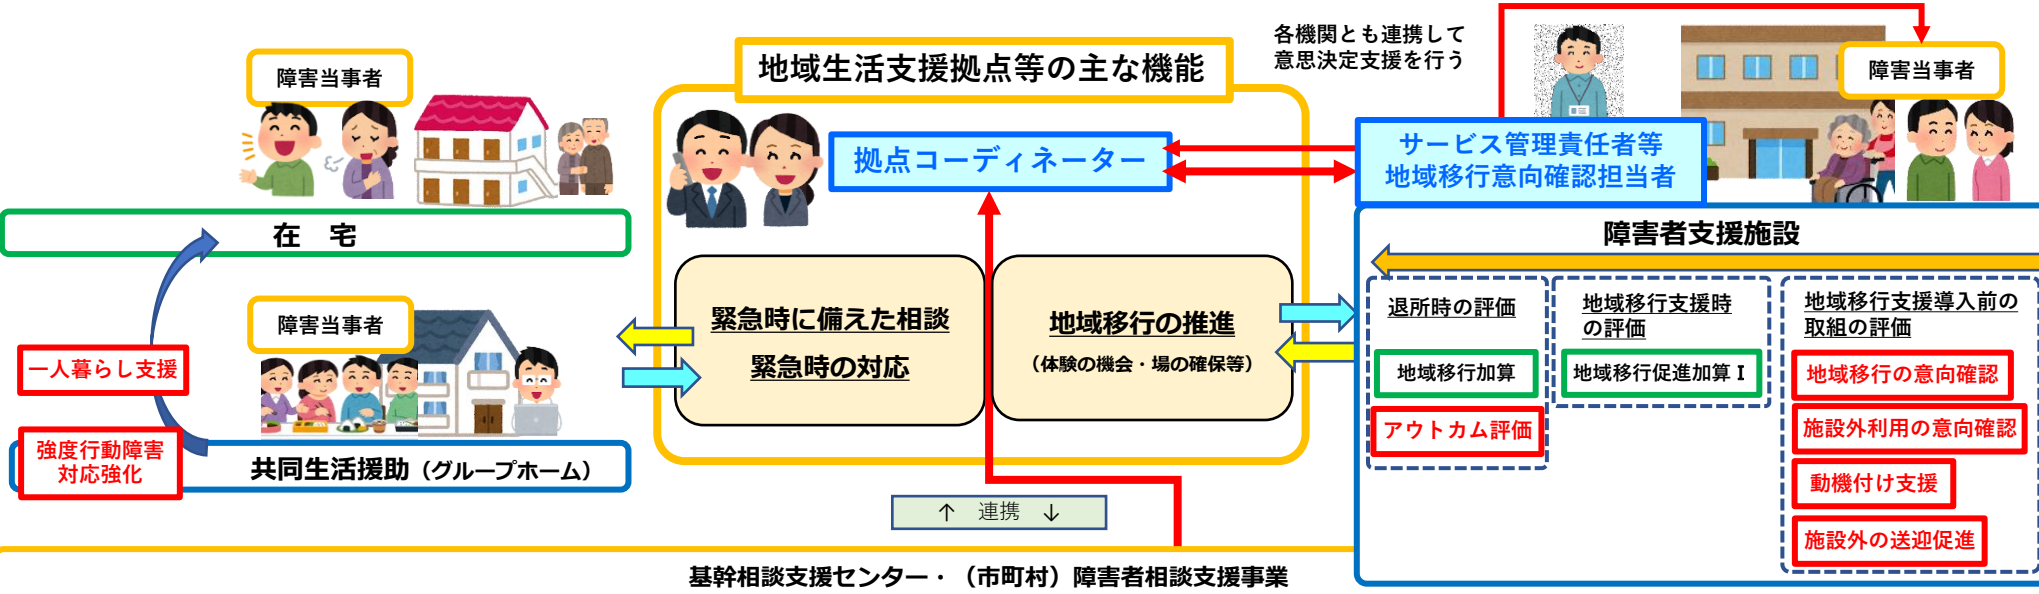 障害当事者
在 宅
障害当事者
一人暮らし支援
強度行動障害
対応強化
共同生活援助（グループホーム）
地域生活支援拠点等の主な機能
拠点コーディネーター
緊急時に備えた相談
緊急時の対応
地域移行の推進
（体験の機会・場の確保等）
↑ 連携 ↓
基幹相談支援センター・（市町村）障害者相談支援事業
各機関とも連携して
意思決定支援を行う
サービス管理責任者等
地域移行意向確認担当者
障害当事者
障害者支援施設
退所時の評価
地域移行加算
アウトカム評価
地域移行支援時
の評価
地域移行促進加算Ⅰ
地域移行支援導入前の
取組の評価
地域移行の意向確認
施設外利用の意向確認
動機付け支援
施設外の送迎促進